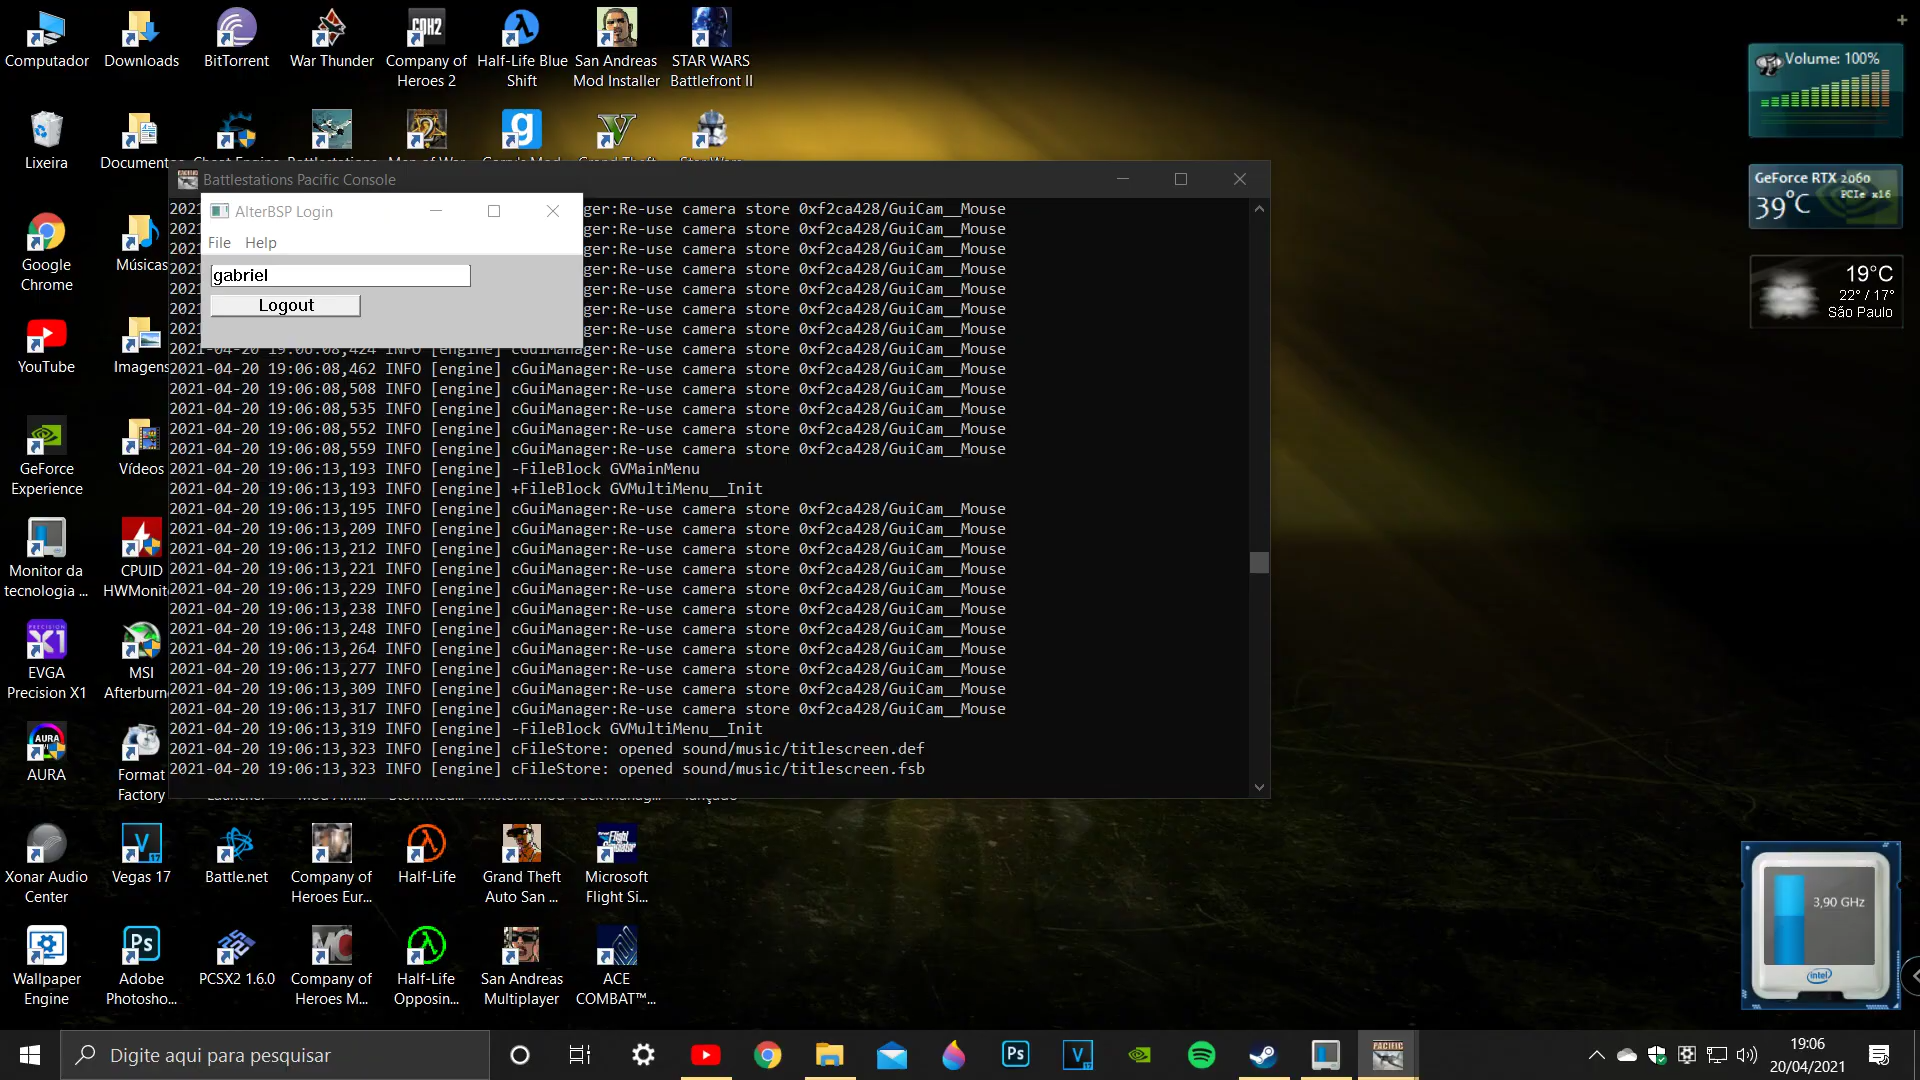 Computador
Downloads
BitTorrent
War Thunder
Company of
Heroes 2
Half-Life Blue
Shift
San Andreas
Mod Installer
STAR WARS
Battlefront II
Volume: 100%
Lixeira
GeForce RTX 2060
PCIe x16
39°C
Battlestations Pacific Console
AlterBSP Login
File Help
gabriel
Logout
Google
Chrome
Músicas
YouTube
Imagens
GeForce
Experience
Vídeos
Monitor da
tecnologia ...
CPUID
EVGA
Precision X1
MSI
AURA
Format
Factory
19°C
22° / 17°
São Paulo
ger:Re-use camera store 0xf2ca428/GuiCam__Mouse
ger:Re-use camera store 0xf2ca428/GuiCam__Mouse
ger:Re-use camera store 0xf2ca428/GuiCam__Mouse
ger:Re-use camera store 0xf2ca428/GuiCam__Mouse
ger:Re-use camera store 0xf2ca428/GuiCam__Mouse
ger:Re-use camera store 0xf2ca428/GuiCam__Mouse
ger:Re-use camera store 0xf2ca428/GuiCam__Mouse
2021-04-20 19:06:08,424 INFO [engine] cGuiManager:Re-use camera store 0xf2ca428/GuiCam__Mouse
2021-04-20 19:06:08,462 INFO [engine] cGuiManager:Re-use camera store 0xf2ca428/GuiCam__Mouse
2021-04-20 19:06:08,508 INFO [engine] cGuiManager:Re-use camera store 0xf2ca428/GuiCam__Mouse
2021-04-20 19:06:08,535 INFO [engine] cGuiManager:Re-use camera store 0xf2ca428/GuiCam__Mouse
2021-04-20 19:06:08,552 INFO [engine] cGuiManager:Re-use camera store 0xf2ca428/GuiCam__Mouse
2021-04-20 19:06:08,559 INFO [engine] cGuiManager:Re-use camera store 0xf2ca428/GuiCam__Mouse
2021-04-20 19:06:13,193 INFO [engine] -FileBlock GVMainMenu
2021-04-20 19:06:13,193 INFO [engine] +FileBlock GVMultiMenu__Init
2021-04-20 19:06:13,195 INFO [engine] cGuiManager:Re-use camera store 0xf2ca428/GuiCam__Mouse
2021-04-20 19:06:13,209 INFO [engine] cGuiManager:Re-use camera store 0xf2ca428/GuiCam__Mouse
2021-04-20 19:06:13,212 INFO [engine] cGuiManager:Re-use camera store 0xf2ca428/GuiCam__Mouse
2021-04-20 19:06:13,221 INFO [engine] cGuiManager:Re-use camera store 0xf2ca428/GuiCam__Mouse
2021-04-20 19:06:13,229 INFO [engine] cGuiManager:Re-use camera store 0xf2ca428/GuiCam__Mouse
2021-04-20 19:06:13,238 INFO [engine] cGuiManager:Re-use camera store 0xf2ca428/GuiCam__Mouse
2021-04-20 19:06:13,248 INFO [engine] cGuiManager:Re-use camera store 0xf2ca428/GuiCam__Mouse
2021-04-20 19:06:13,264 INFO [engine] cGuiManager:Re-use camera store 0xf2ca428/GuiCam__Mouse
2021-04-20 19:06:13,277 INFO [engine] cGuiManager:Re-use camera store 0xf2ca428/GuiCam__Mouse
2021-04-20 19:06:13,309 INFO [engine] cGuiManager:Re-use camera store 0xf2ca428/GuiCam__Mouse
2021-04-20 19:06:13,317 INFO [engine] cGuiManager:Re-use camera store 0xf2ca428/GuiCam__Mouse
2021-04-20 19:06:13,319 INFO [engine] -FileBlock GVMultiMenu__Init
2021-04-20 19:06:13,323 INFO [engine] cFileStore: opened sound/music/titlescreen.def
2021-04-20 19:06:13,323 INFO [engine] cFileStore: opened sound/music/titlescreen.fsb
Xonar Audio
Center
Vegas 17
Battle.net
Company of
Heroes Eur...
Half-Life
Grand Theft
Auto San ...
Microsoft
Flight Si...
Wallpaper
Engine
Adobe
Photosho...
PCSX2 1.6.0
Company of
Heroes M...
Half-Life
Opposin...
San Andreas
Multiplayer
ACE
COMBAT™...
3,90 GHz
intel
Digite aqui para pesquisar
19:06
20/04/2021